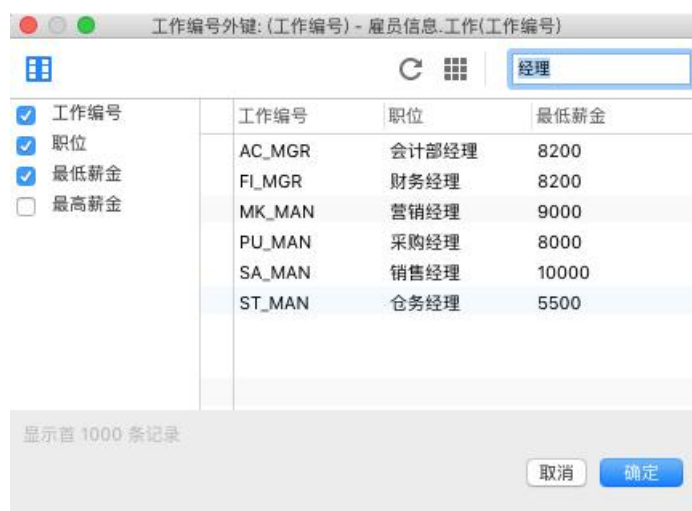 工作编号外键: (工作编号) - 雇员信息.工作(工作编号)
经理
工作编号
职位
最低薪金
最高薪金
工作编号 职位 最低薪金
AC_MGR 会计部经理 8200
FI_MGR 财务经理 8200
MK_MAN 营销经理 9000
PU_MAN 采购经理 8000
SA_MAN 销售经理 10000
ST_MAN 仓务经理 5500
显示首 1000 条记录
取消 确定